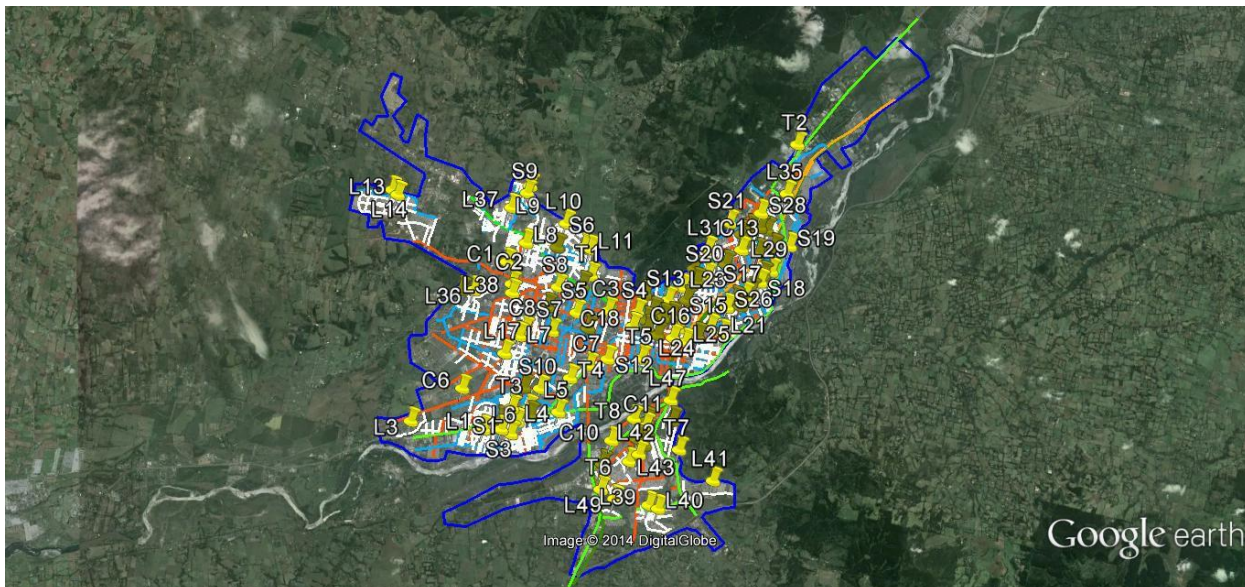 T2
L35
S9
L13
L37
L9
L10
L14
S6
S21
S28
L8
L11
L31
C13
S19
C1
C2
T1
L29
S20
S8
L38
S5
C3
S4
S13
L23
S17
S18
L36
C8
S7
C18
C16
S15
S26
L17
L7
L21
T5
L25
C7
L24
S10
T4
S12
C6
T3
L5
L47
L3
L1
L6
L4
T8
C11
S1
C10
L42
T7
S3
T6
L43
L41
L49
L39
L40
Image © 2014 DigitalGlobe
Google earth